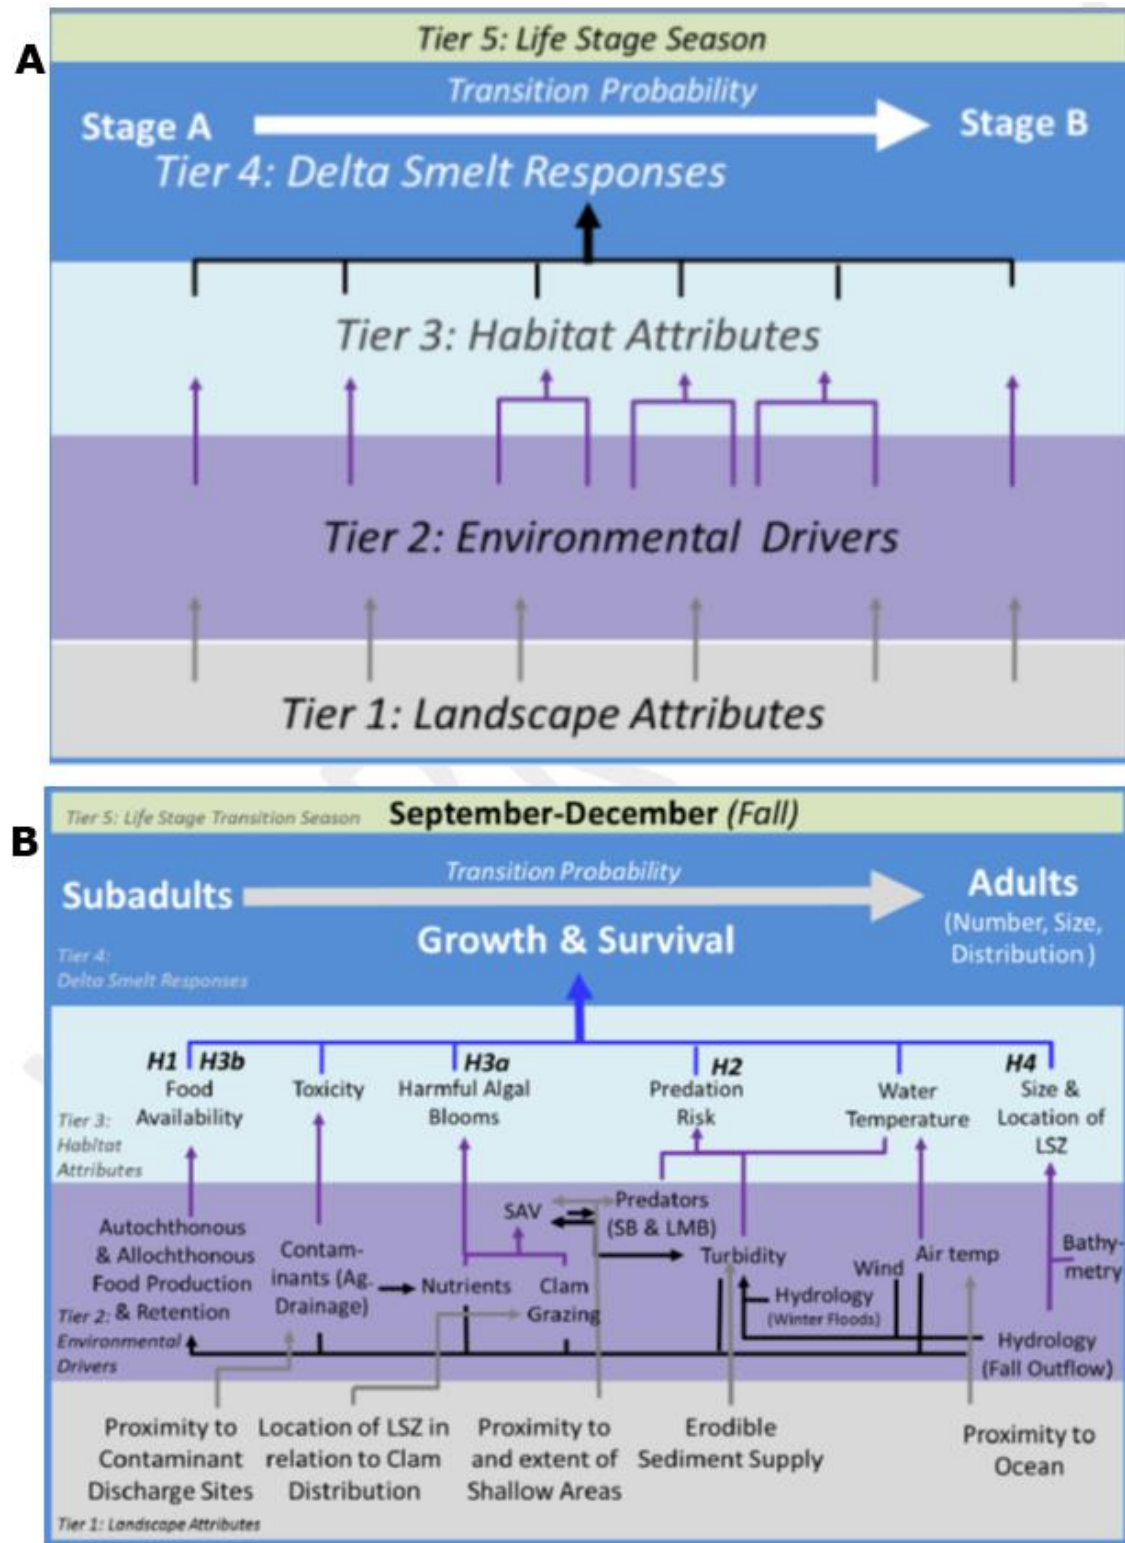 A
Tier 5: Life Stage Season
Transition Probability
Stage A
Stage B
Tier 4: Delta Smelt Responses
Tier 3: Habitat Attributes
Tier 2: Environmental Drivers
Tier 1: Landscape Attributes
B
Tier 5: Life Stage Transition Season
September-December (Fall)
Transition Probability
Subadults
Adults
(Number, Size,
Distribution )
Growth & Survival
Tier 4:
Delta Smelt Responses
H1
H3b
Food
Availability
Toxicity
H3a
Harmful Algal
Blooms
H2
Predation
Risk
Water
Temperature
H4
Size &
Location of
LSZ
Tier 3:
Habitat
Attributes
Autochthonous
& Allochthonous
Food Production
& Retention
Contam-
inants (Ag.
Drainage)
Nutrients
SAV
Clam
Grazing
Predators
(SB & LMB)
Turbidity
Hydrology
(Winter Floods)
Wind
Air temp
Bathy-
metry
Hydrology
(Fall Outflow)
Tier 2:
Environmental
Drivers
Proximity to
Contaminant
Discharge Sites
Location of LSZ in
relation to Clam
Distribution
Proximity to
and extent of
Shallow Areas
Erodible
Sediment Supply
Proximity to
Ocean
Tier 1: Landscape Attributes